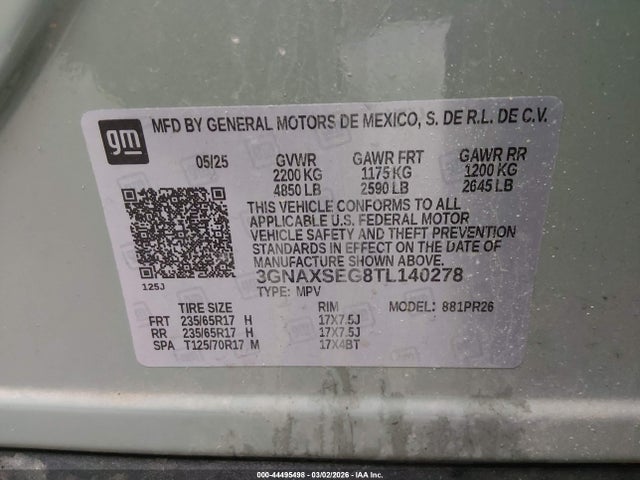 gm MFD BY GENERAL MOTORS DE MEXICO, S. DE R.L. DE C.V.
05/25 GVWR GAWR FRT GAWR RR
2200 KG 1175 KG 1200 KG
4850 LB 2590 LB 2645 LB
THIS VEHICLE CONFORMS TO ALL
APPLICABLE U.S. FEDERAL MOTOR
VEHICLE SAFETY AND THEFT PREVENTION
STANDARDS IN EFFECT ON THE DATE OF
MANUFACTURE SHOWN ABOVE.
3GNAXSEG8TL140278
125J TYPE: MPV
TIRE SIZE RIM MODEL: 881PR26
FRT 235/65R17 H 17X7.5J
RR 235/65R17 H 17X7.5J
SPA T125/70R17 M 17X4BT
000-44495498 - 03/02/2026 - IAA Inc.